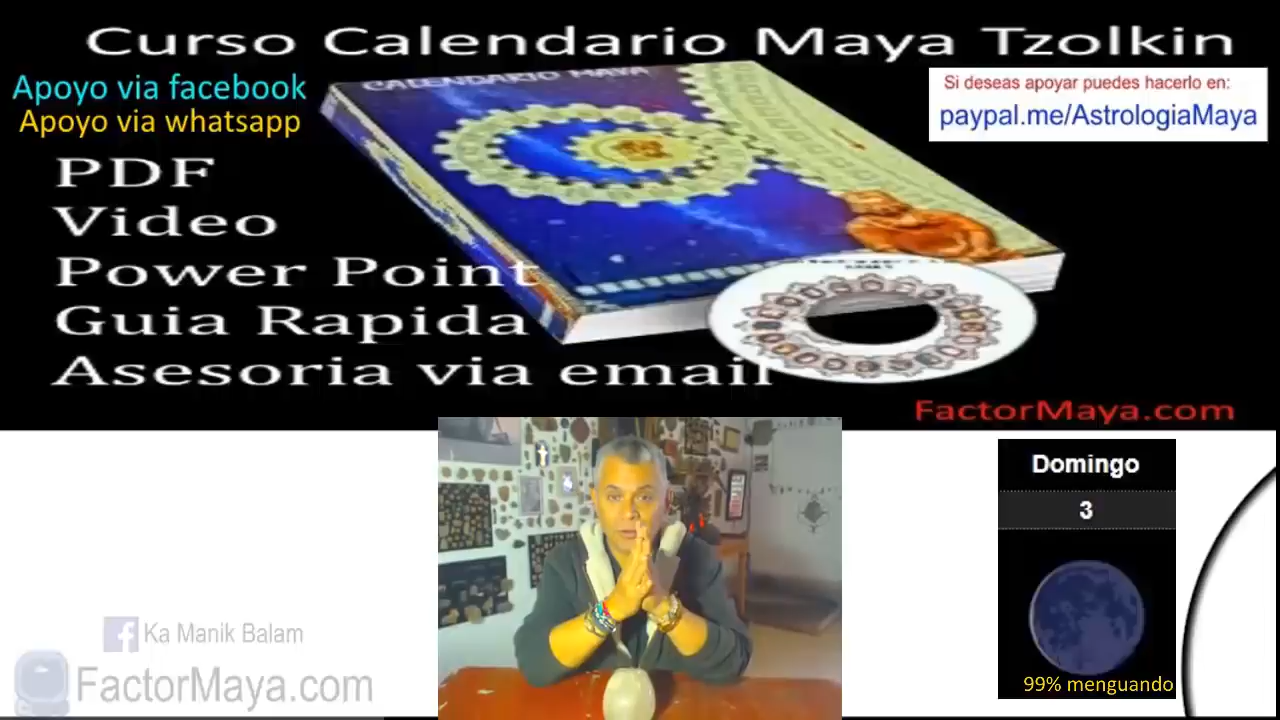 Curso Calendario Maya Tzolkin
Apoyo via facebook
Apoyo via whatsapp
CALENDARIO MAYA
Si deseas apoyar puedes hacerlo en:
paypal.me/AstrologiaMaya
PDF
Video
Power Point
Guia Rapida
Asesoria via email
FactorMaya.com
Domingo
3
99% menguando
Ka Manik Balam
FactorMaya.com